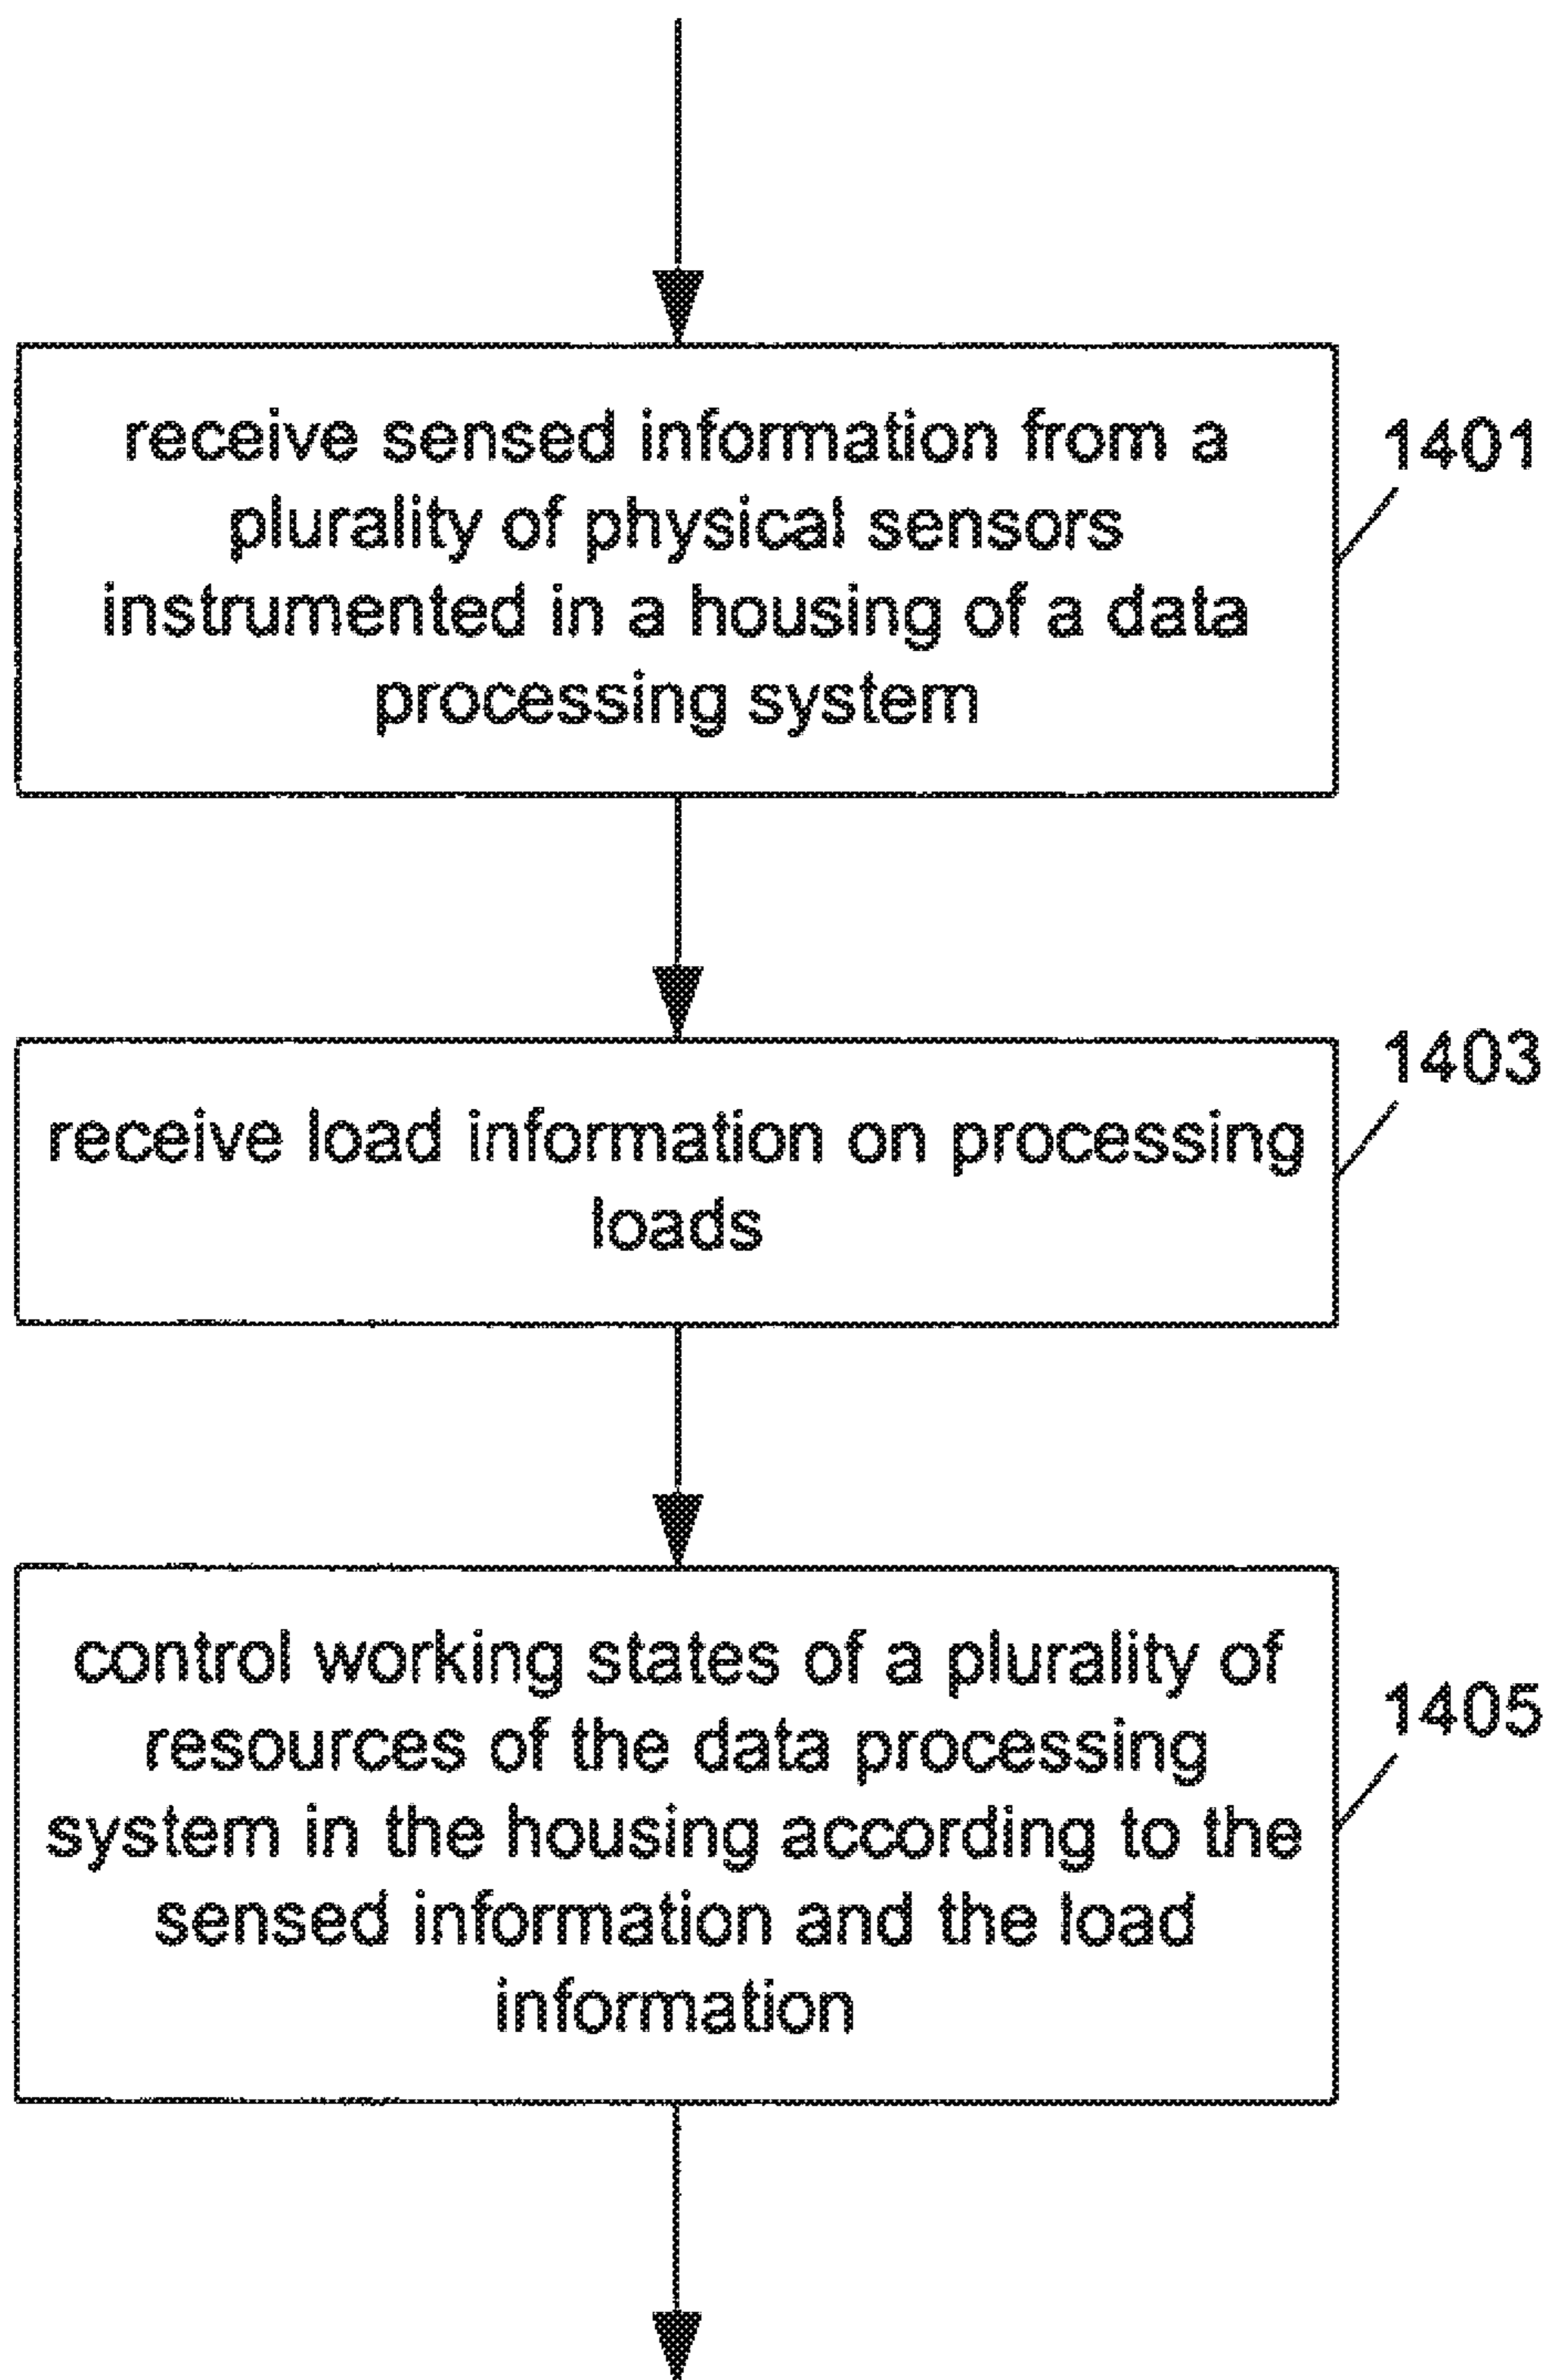 receive sensed information from a
plurality of physical sensors
instrumented in a housing of a data
processing system
1401
receive load information on processing
loads
1403
control working states of a plurality of
resources of the data processing
system in the housing according to the
sensed information and the load
information
1405